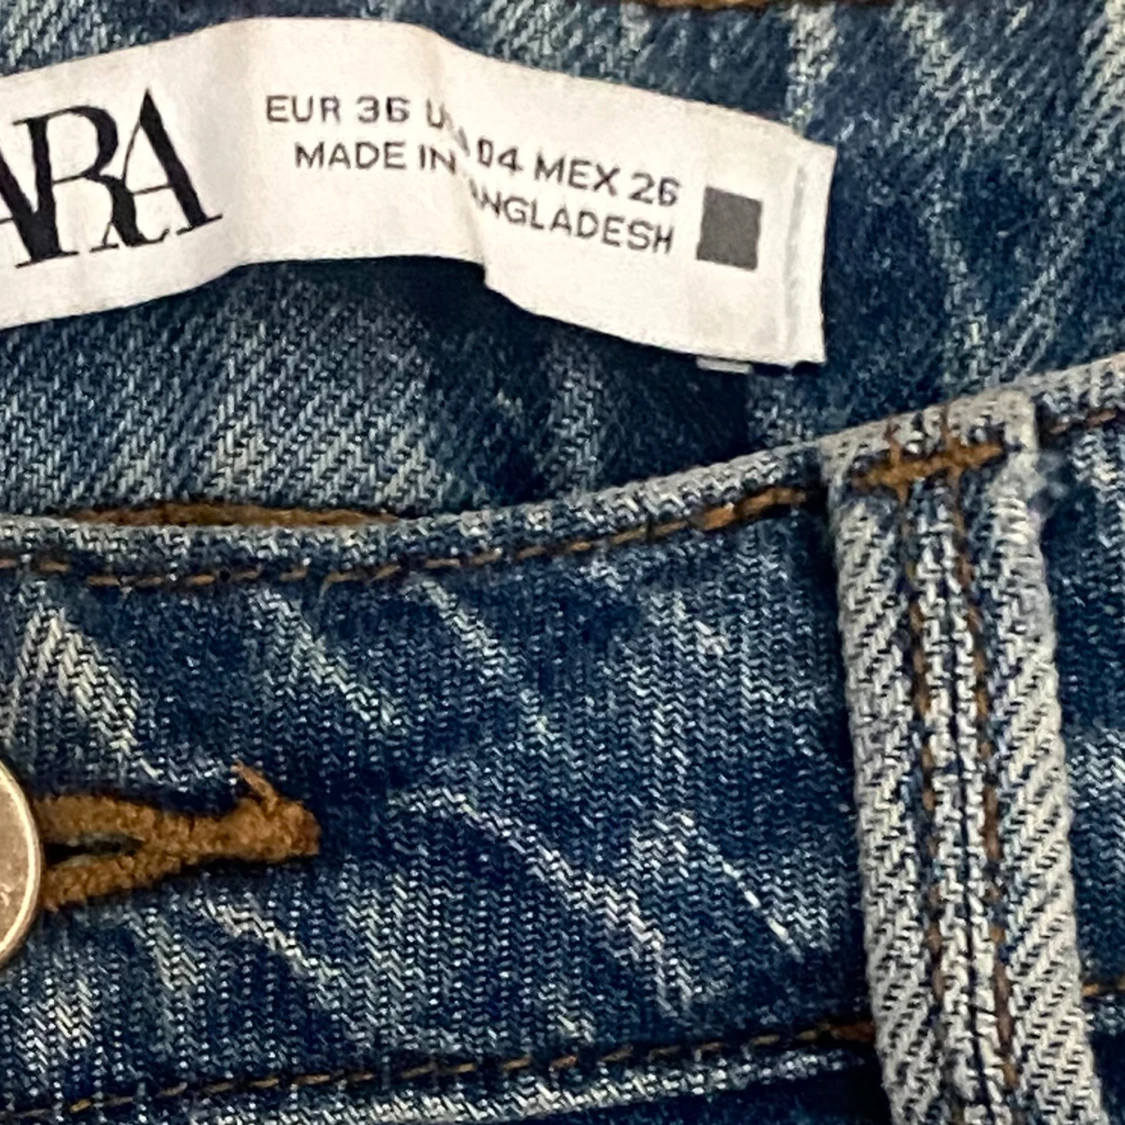 ARA
EUR 36 U 04 MEX 26
MADE IN ANGLADESH